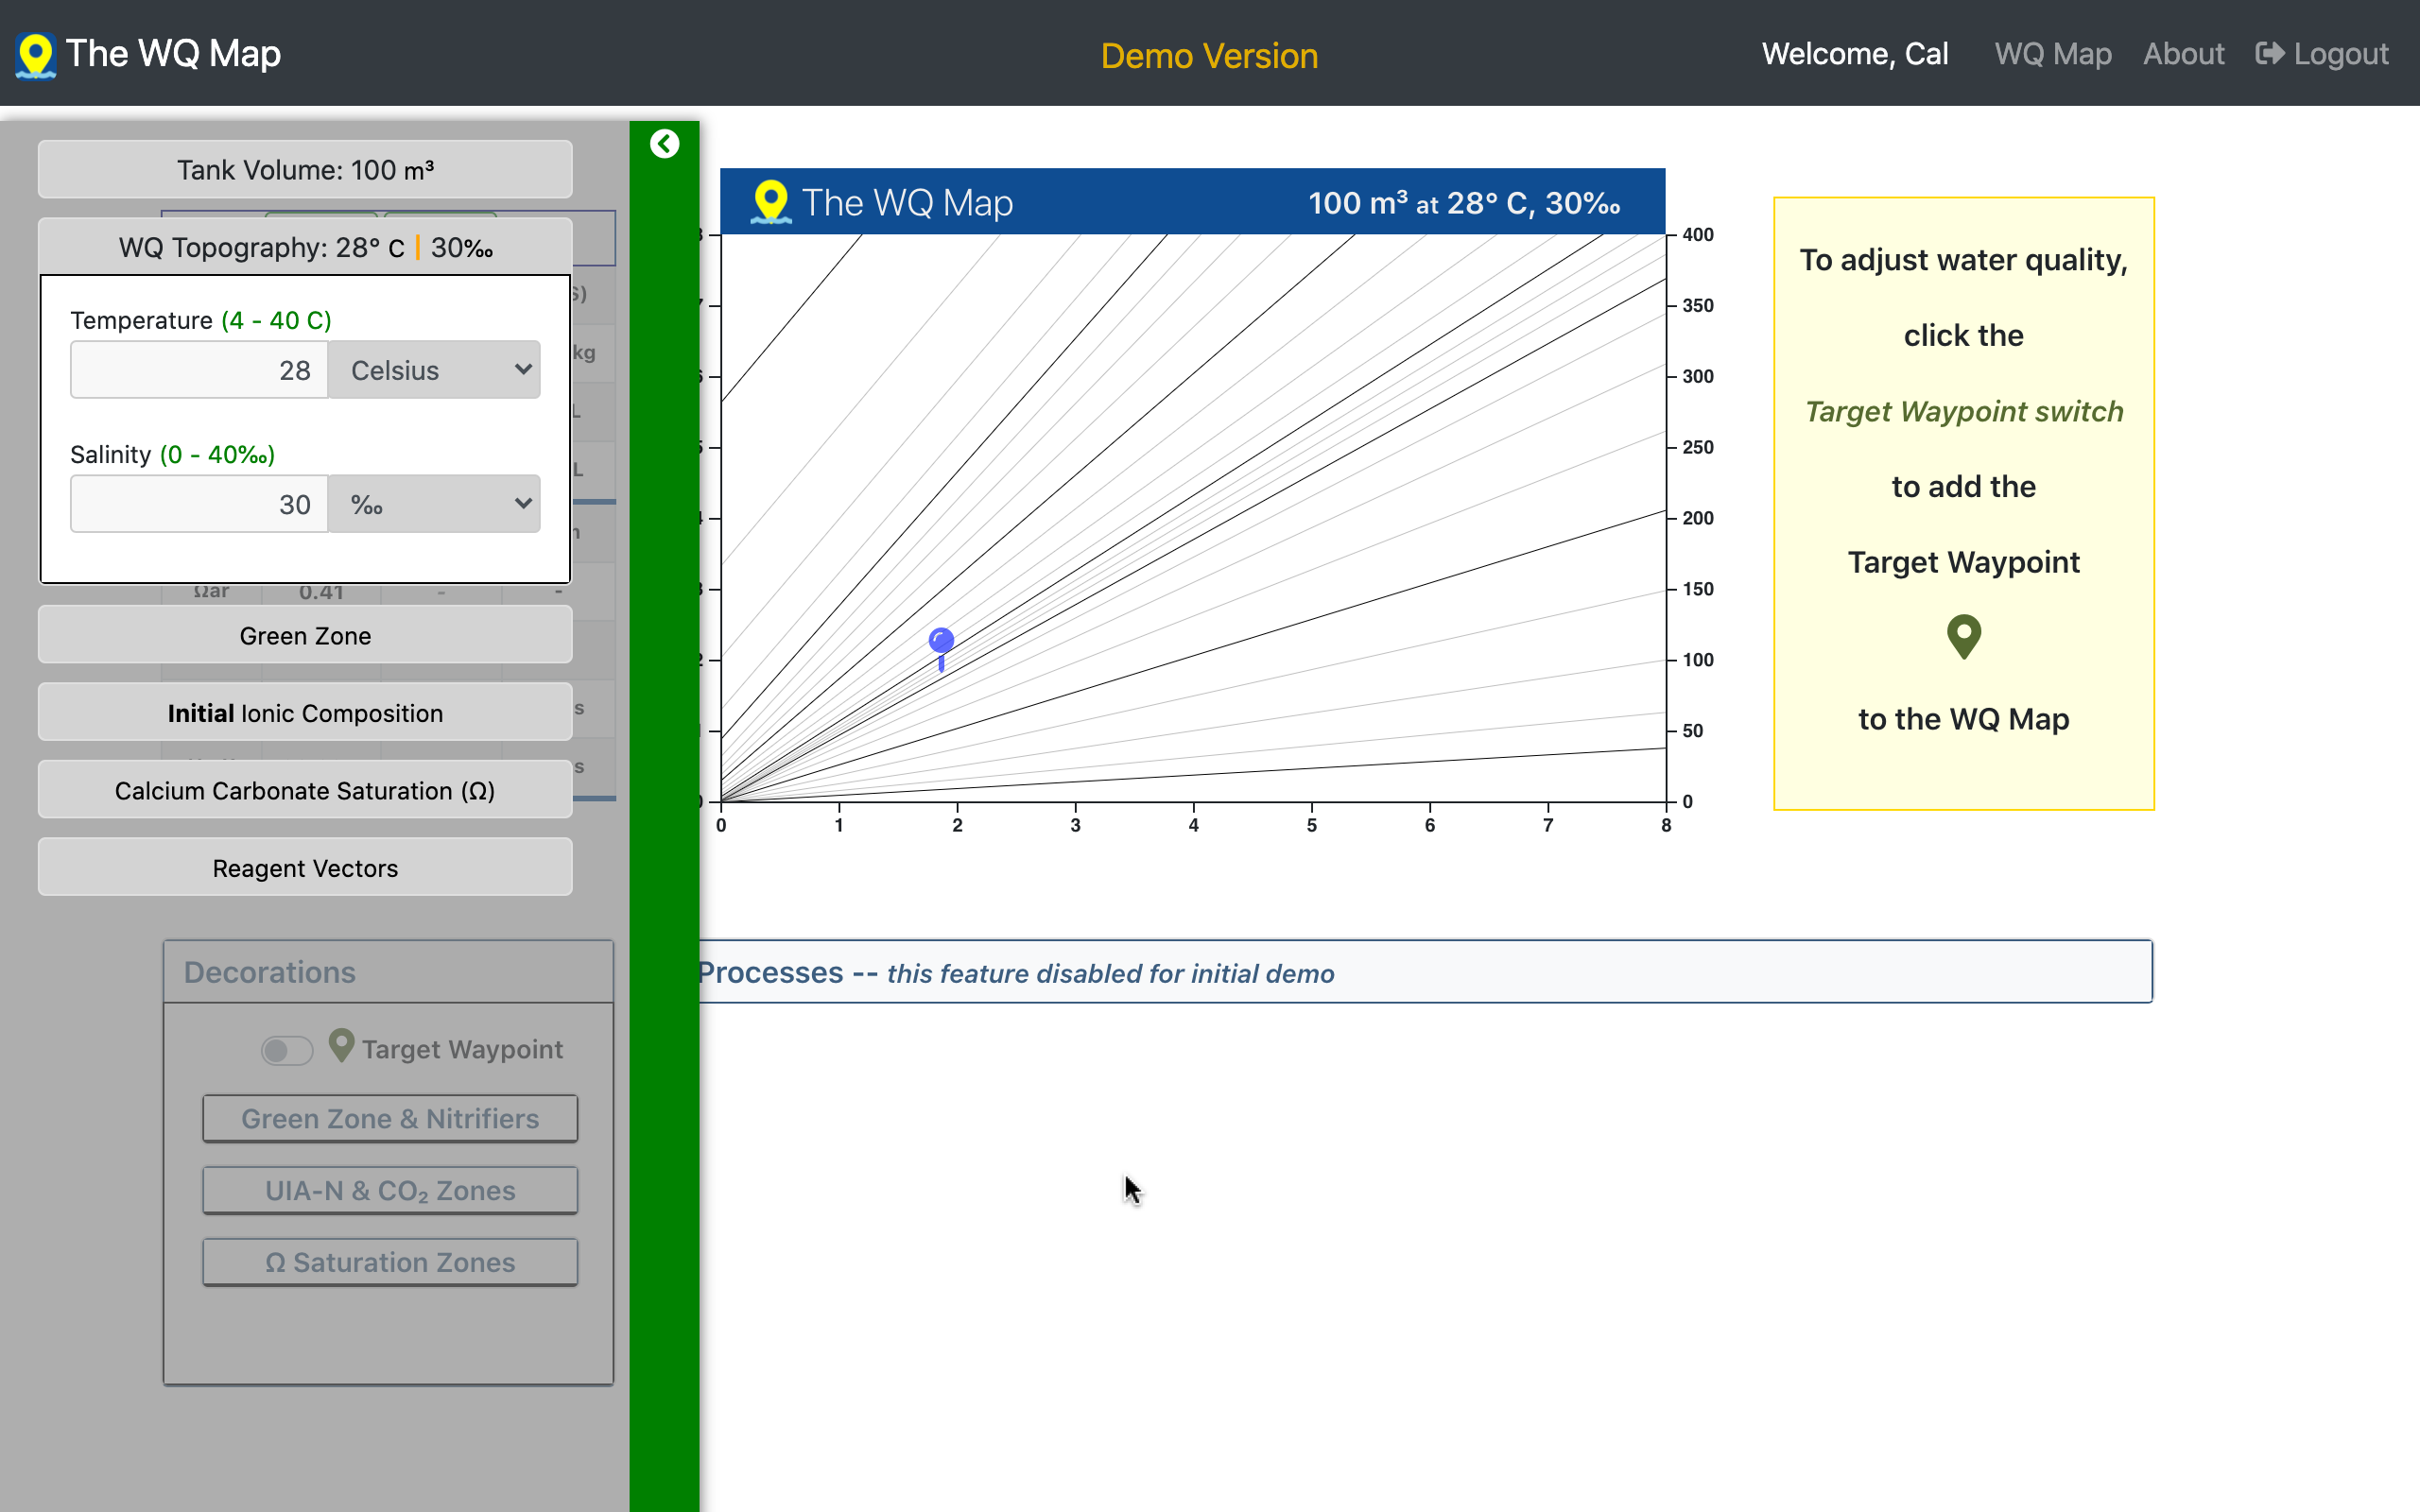 The WQ Map
Demo Version
Welcome, Cal
WQ Map
About
Logout
Tank Volume: 100 m³
WQ Topography: 28° C | 30‰
Temperature (4 - 40 C)
28
Celsius
Salinity (0 - 40‰)
30
‰
Ωar 0.41 - -
Green Zone
Initial Ionic Composition
Calcium Carbonate Saturation (Ω)
Reagent Vectors
Decorations
Target Waypoint
Green Zone & Nitrifiers
UIA-N & CO₂ Zones
Ω Saturation Zones
The WQ Map
100 m³ at 28° C, 30‰
400
350
300
250
200
150
100
50
0
0 1 2 3 4 5 6 7 8
Processes -- this feature disabled for initial demo
To adjust water quality,
click the
Target Waypoint switch
to add the
Target Waypoint
to the WQ Map